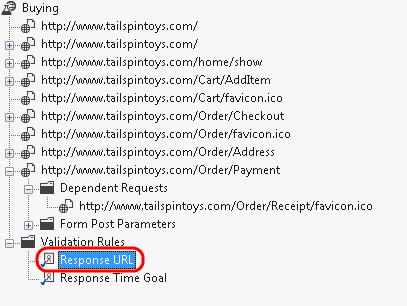 Buying
http://www.tailspintoys.com/
http://www.tailspintoys.com/
http://www.tailspintoys.com/home/show
http://www.tailspintoys.com/Cart/AddItem
http://www.tailspintoys.com/Cart/favicon.ico
http://www.tailspintoys.com/Order/Checkout
http://www.tailspintoys.com/Order/favicon.ico
http://www.tailspintoys.com/Order/Address
http://www.tailspintoys.com/Order/Payment
Dependent Requests
http://www.tailspintoys.com/Order/Receipt/favicon.ico
Form Post Parameters
Validation Rules
Response URL
Response Time Goal